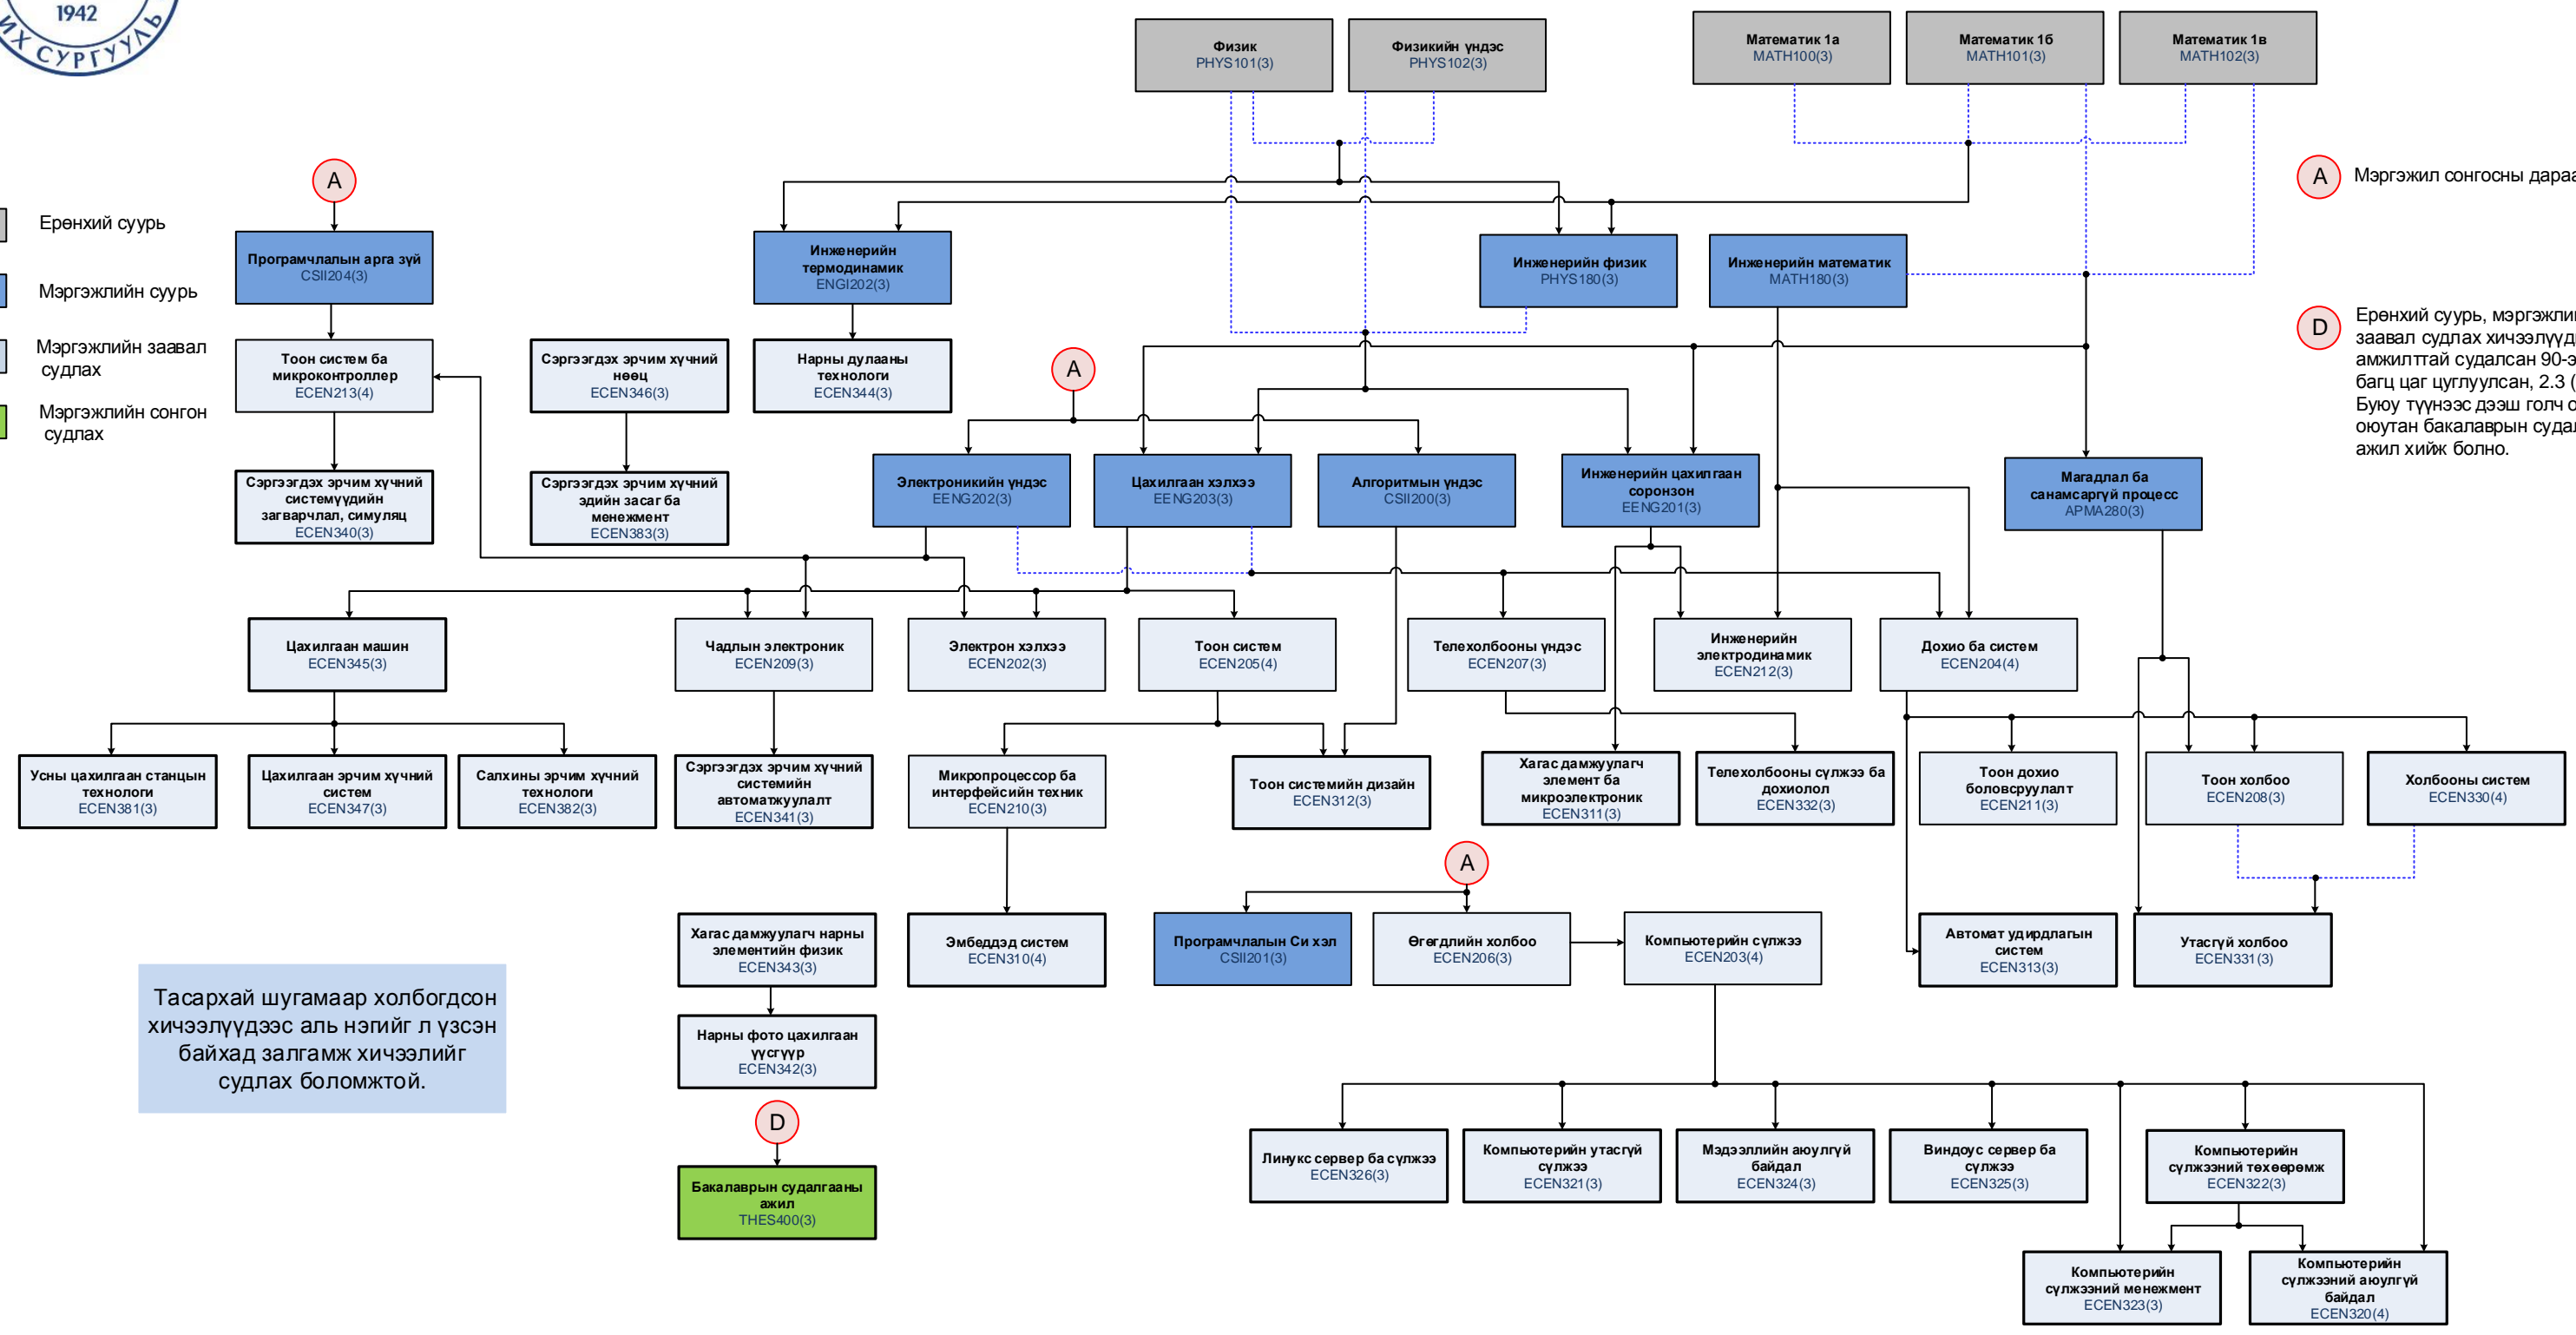 1942
ИХ СУРГУУЛЬ
Физик
PHYS101(3)
Физикийн үндэс
PHYS102(3)
Математик 1а
MATH100(3)
Математик 1б
MATH101(3)
Математик 1в
MATH102(3)
A
A
Мэргэжил сонгосны
Ерөнхий суурь
Мэргэжлийн суурь
Мэргэжлийн заавал
судлах
Мэргэжлийн сонгон
судлах
Програмчлалын арга зүй
CSII204(3)
Инженерийн
термодинамик
ENGI202(3)
Инженерийн физик
PHYS180(3)
Инженерийн математик
MATH180(3)
D
Ерөнхий суурь,
заавал судлах
амжилттай судалсан
багц цаг цуглуулсан, 2.3 (
Буюу түүнээс дээш голч
оюутан бакалаврын
ажил хийж болно.
Тоон систем ба
микроконтроллер
ECEN213(4)
Сэргээгдэх эрчим хүчний
нөөц
ECEN346(3)
Нарны дулааны
технологи
ECEN344(3)
A
Сэргээгдэх эрчим хүчний
системүүдийн
загварчлал, симуляц
ECEN340(3)
Сэргээгдэх эрчим хүчний
эдийн засаг ба
менежмент
ECEN383(3)
Электроникийн үндэс
EENG202(3)
Цахилгаан хэлхээ
EENG203(3)
Алгоритмын үндэс
CSII200(3)
Инженерийн цахилгаан
соронзон
EENG201(3)
Магадлал ба
санамсаргүй процесс
APMA280(3)
Цахилгаан машин
ECEN345(3)
Чадлын электроник
ECEN209(3)
Электрон хэлхээ
ECEN202(3)
Тоон систем
ECEN205(4)
Телехолбооны үндэс
ECEN207(3)
Инженерийн
электродинамик
ECEN212(3)
Дохио ба систем
ECEN204(4)
Усны цахилгаан станцын
технологи
ECEN381(3)
Цахилгаан эрчим хүчний
систем
ECEN347(3)
Салхины эрчим хүчний
технологи
ECEN382(3)
Сэргээгдэх эрчим хүчний
системийн
автоматжуулалт
ECEN341(3)
Микропроцессор ба
интерфейсийн техник
ECEN210(3)
Тоон системийн дизайн
ECEN312(3)
Хагас дамжуулагч
элемент ба
микроэлектроник
ECEN311(3)
Телехолбооны сүлжээ ба
дохиолол
ECEN332(3)
Тоон дохио
боловсруулалт
ECEN211(3)
Тоон холбоо
ECEN208(3)
Холбооны систем
ECEN330(4)
A
Хагас дамжуулагч нарны
элементийн физик
ECEN343(3)
Эмбеддэд систем
ECEN310(4)
Програмчлалын Си хэл
CSII201(3)
Өгөгдлийн холбоо
ECEN206(3)
Компьютерийн сүлжээ
ECEN203(4)
Автомат удирдлагын
систем
ECEN313(3)
Утасгүй холбоо
ECEN331(3)
Тасархай шугамаар холбогдсон
хичээлүүдээс аль нэгийг л үзсэн
байхад залгамж хичээлийг
судлах боломжтой.
Нарны фото цахилгаан
үүсгүүр
ECEN342(3)
D
Бакалаврын судалгааны
ажил
THES400(3)
Линукс сервер ба сүлжээ
ECEN326(3)
Компьютерийн утасгүй
сүлжээ
ECEN321(3)
Мэдээллийн аюулгүй
байдал
ECEN324(3)
Виндоус сервер ба
сүлжээ
ECEN325(3)
Компьютерийн
сүлжээний төхөөрөмж
ECEN322(3)
Компьютерийн
сүлжээний менежмент
ECEN323(3)
Компьютерийн
сүлжээний аюулгүй
байдал
ECEN320(4)